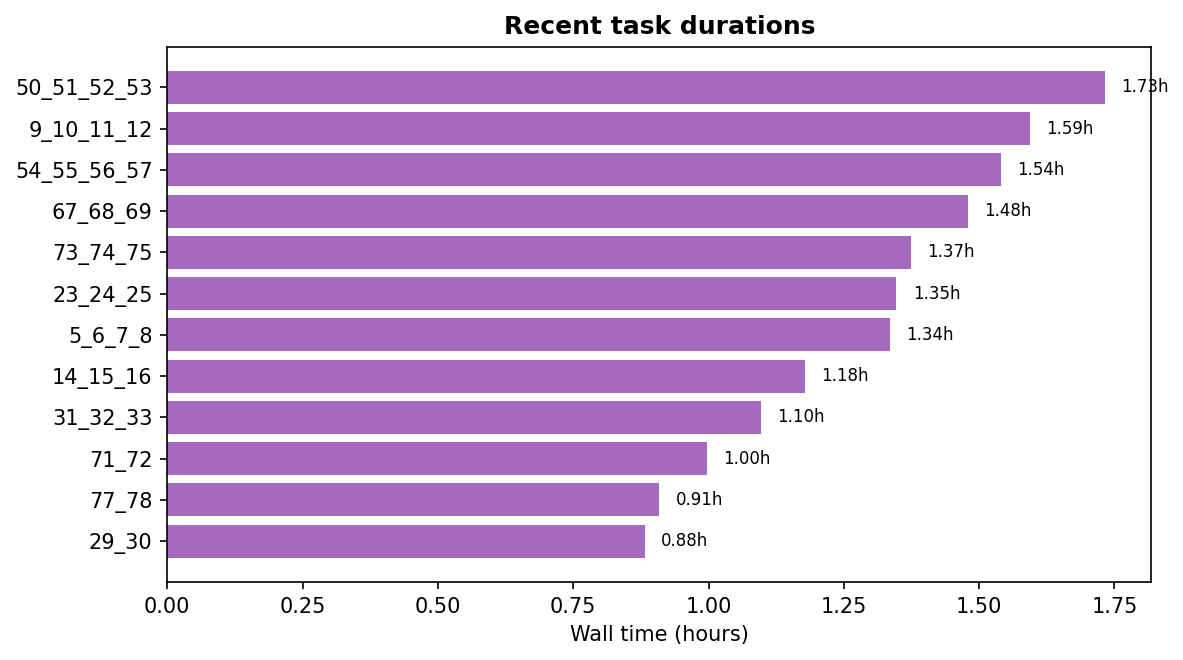 Recent task durations
50_51_52_53 1.73h
9_10_11_12 1.59h
54_55_56_57 1.54h
67_68_69 1.48h
73_74_75 1.37h
23_24_25 1.35h
5_6_7_8 1.34h
14_15_16 1.18h
31_32_33 1.10h
71_72 1.00h
77_78 0.91h
29_30 0.88h
0.00 0.25 0.50 0.75 1.00 1.25 1.50 1.75
Wall time (hours)